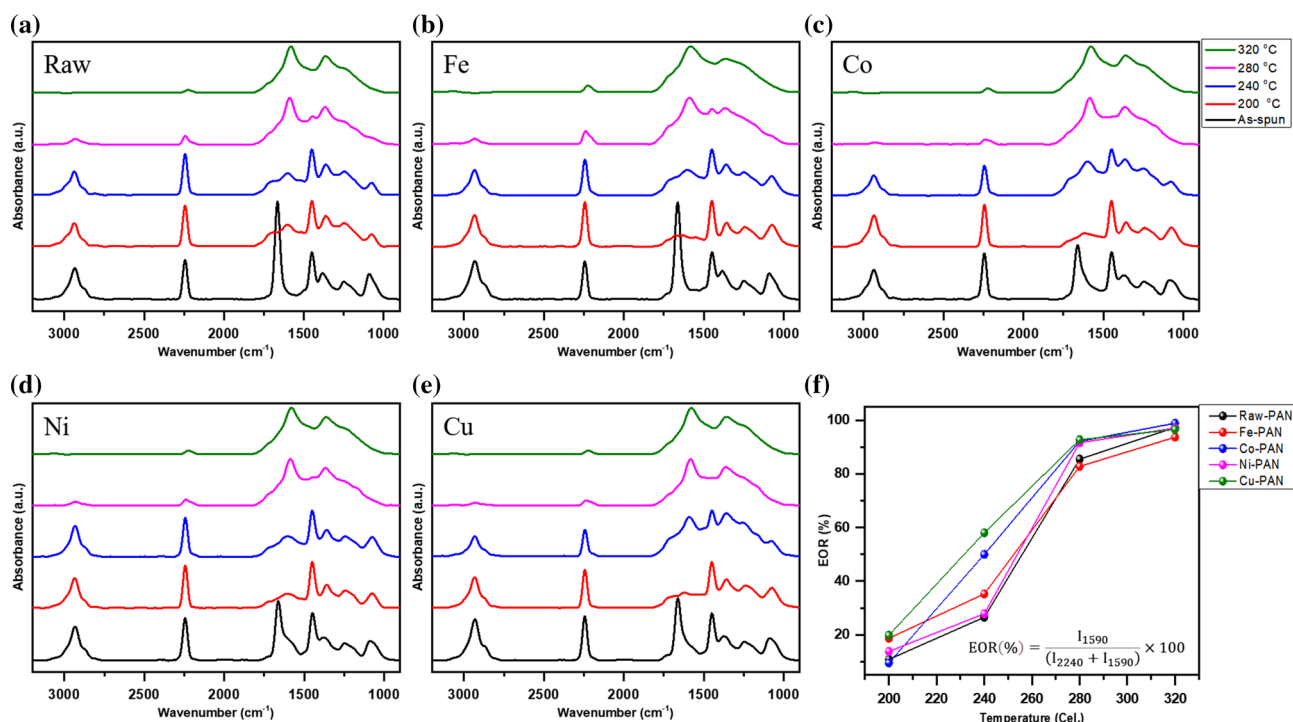 (a)
Raw
Absorbance (a.u.)
3000 2500 2000 1500 1000
Wavenumber (cm⁻¹)
(b)
Fe
Absorbance (a.u.)
3000 2500 2000 1500 1000
Wavenumber (cm⁻¹)
(c)
Co
Absorbance (a.u.)
3000 2500 2000 1500 1000
Wavenumber (cm⁻¹)
320 °C
280 °C
240 °C
200 °C
As-spun
(d)
Ni
Absorbance (a.u.)
3000 2500 2000 1500 1000
Wavenumber (cm⁻¹)
(e)
Cu
Absorbance (a.u.)
3000 2500 2000 1500 1000
Wavenumber (cm⁻¹)
(f)
EOR (%)
100
80
60
40
20
EOR(%) = I₁₅₉₀ / (I₂₂₄₀ + I₁₅₉₀) × 100
200 220 240 260 280 300 320
Temperature (Cel.)
Raw-PAN
Fe-PAN
Co-PAN
Ni-PAN
Cu-PAN